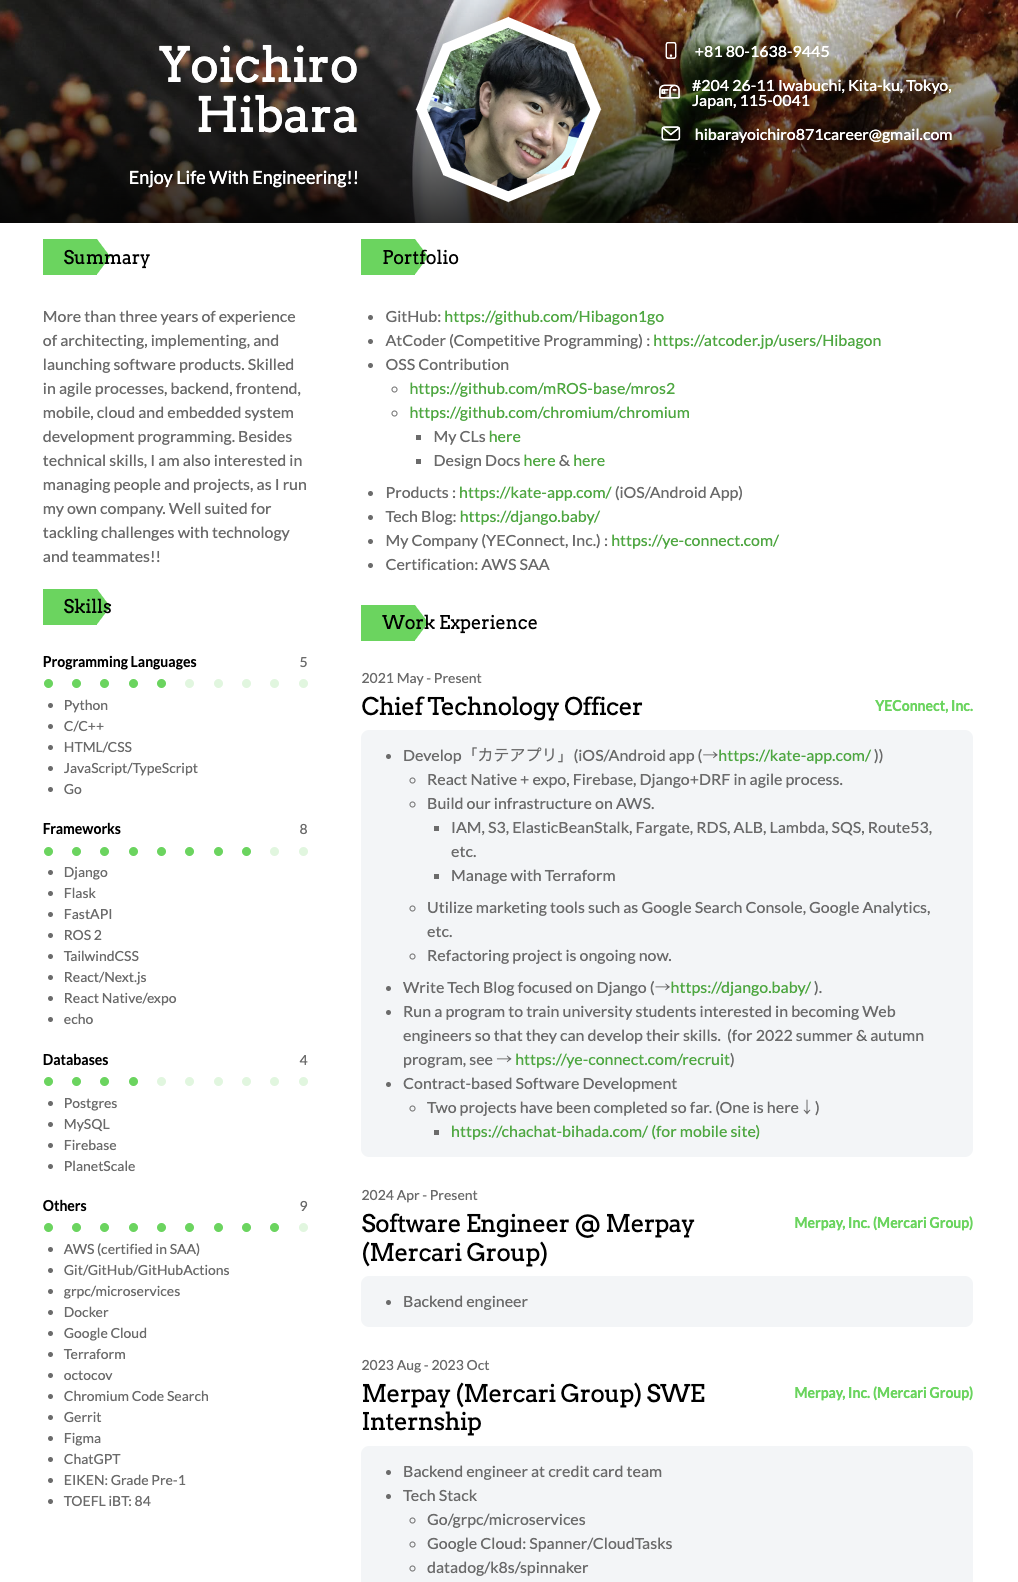 Yoichiro
Hibara
Enjoy Life With Engineering!!
+81 80-1638-9445
#204 26-11 Iwabuchi, Kita-ku, Tokyo,
Japan, 115-0041
hibarayoichiro871career@gmail.com
Summary
More than three years of experience
of architecting, implementing, and
launching software products. Skilled
in agile processes, backend, frontend,
mobile, cloud and embedded system
development programming. Besides
technical skills, I am also interested in
managing people and projects, as I run
my own company. Well suited for
tackling challenges with technology
and teammates!!
Skills
Programming Languages 5
Python
C/C++
HTML/CSS
JavaScript/TypeScript
Go
Frameworks 8
Django
Flask
FastAPI
ROS 2
TailwindCSS
React/Next.js
React Native/expo
echo
Databases 4
Postgres
MySQL
Firebase
PlanetScale
Others 9
AWS (certified in SAA)
Git/GitHub/GitHubActions
grpc/microservices
Docker
Google Cloud
Terraform
octocov
Chromium Code Search
Gerrit
Figma
ChatGPT
EIKEN: Grade Pre-1
TOEFL iBT: 84
Portfolio
GitHub: https://github.com/Hibagon1go
AtCoder (Competitive Programming) : https://atcoder.jp/users/Hibagon
OSS Contribution
https://github.com/mROS-base/mros2
https://github.com/chromium/chromium
My CLs here
Design Docs here & here
Products : https://kate-app.com/ (iOS/Android App)
Tech Blog: https://django.baby/
My Company (YEConnect, Inc.) : https://ye-connect.com/
Certification: AWS SAA
Work Experience
2021 May - Present
Chief Technology Officer YEConnect, Inc.
Develop「カテアプリ」(iOS/Android app (→https://kate-app.com/ ))
React Native + expo, Firebase, Django+DRF in agile process.
Build our infrastructure on AWS.
IAM, S3, ElasticBeanStalk, Fargate, RDS, ALB, Lambda, SQS, Route53,
etc.
Manage with Terraform
Utilize marketing tools such as Google Search Console, Google Analytics,
etc.
Refactoring project is ongoing now.
Write Tech Blog focused on Django (→https://django.baby/ ).
Run a program to train university students interested in becoming Web
engineers so that they can develop their skills. (for 2022 summer & autumn
program, see → https://ye-connect.com/recruit)
Contract-based Software Development
Two projects have been completed so far. (One is here↓)
https://chachat-bihada.com/ (for mobile site)
2024 Apr - Present
Software Engineer @ Merpay Merpay, Inc. (Mercari Group)
(Mercari Group)
Backend engineer
2023 Aug - 2023 Oct
Merpay (Mercari Group) SWE Merpay, Inc. (Mercari Group)
Internship
Backend engineer at credit card team
Tech Stack
Go/grpc/microservices
Google Cloud: Spanner/CloudTasks
datadog/k8s/spinnaker